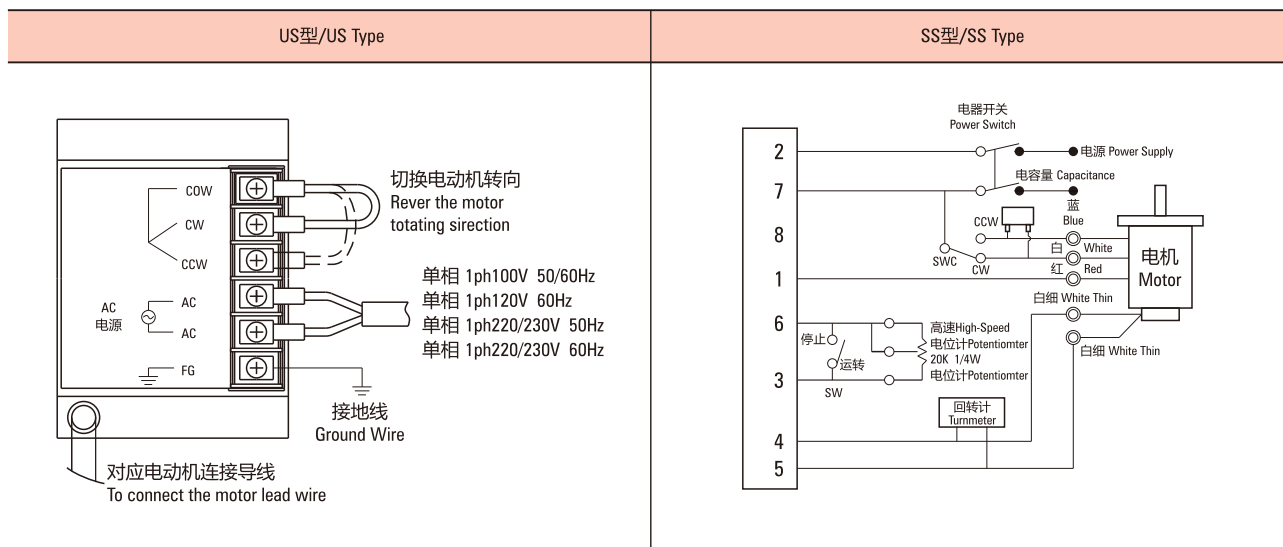 US型/US Type
COW
CW
CCW
AC
电源
AC
AC
FG
切换电动机转向
Rever the motor
totating sirection
单相 1ph100V 50/60Hz
单相 1ph120V 60Hz
单相 1ph220/230V 50Hz
单相 1ph220/230V 60Hz
接地线
Ground Wire
对应电动机连接导线
To connect the motor lead wire
SS型/SS Type
电器开关
Power Switch
2
电源 Power Supply
电容量 Capacitance
7
蓝
Blue
CCW
8
白 White
SWC
CW
1
红 Red
电机
Motor
白细 White Thin
6
停止
运转
SW
高速High-Speed
电位计Potentiomter
20K 1/4W
电位计Potentiomter
白细 White Thin
3
回转计
Turnmeter
4
5